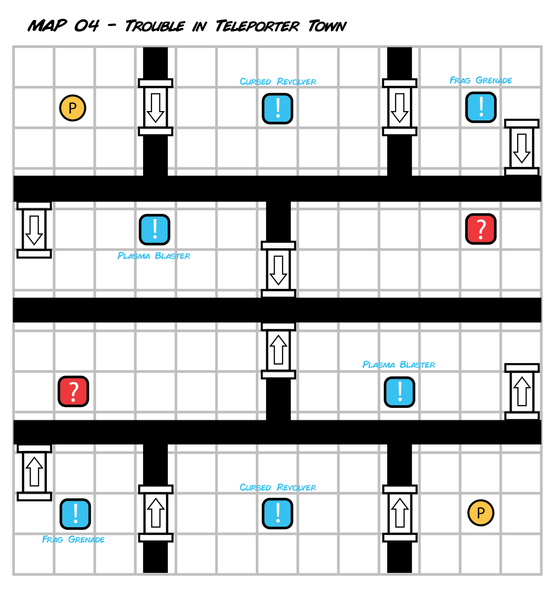 MAP 04 - TROUBLE IN TELEPORTER TOWN
CURSED REVOLVER
FRAG GRENADE
P
!
!
!
?
PLASMA BLASTER
PLASMA BLASTER
?
!
CURSED REVOLVER
!
!
P
FRAG GRENADE